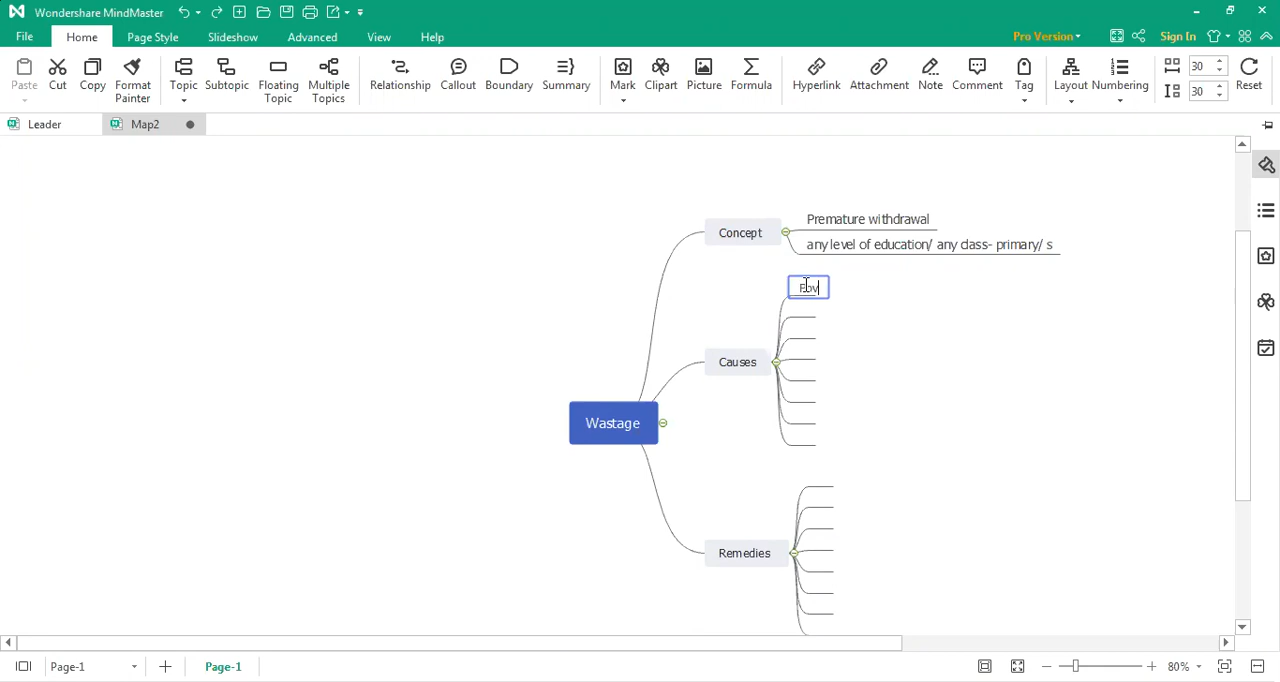 Wondershare MindMaster
File Home Page Style Slideshow Advanced View Help Pro Version Sign In
Paste Cut Copy Format Painter Topic Subtopic Floating Topic Multiple Topics Relationship Callout Boundary Summary Mark Clipart Picture Formula Hyperlink Attachment Note Comment Tag Layout Numbering 30 30 Reset
Leader Map2
Premature withdrawal
Concept
any level of education/ any class- primary/ s
Pov
Causes
Wastage
Remedies
Page-1 Page-1 80%